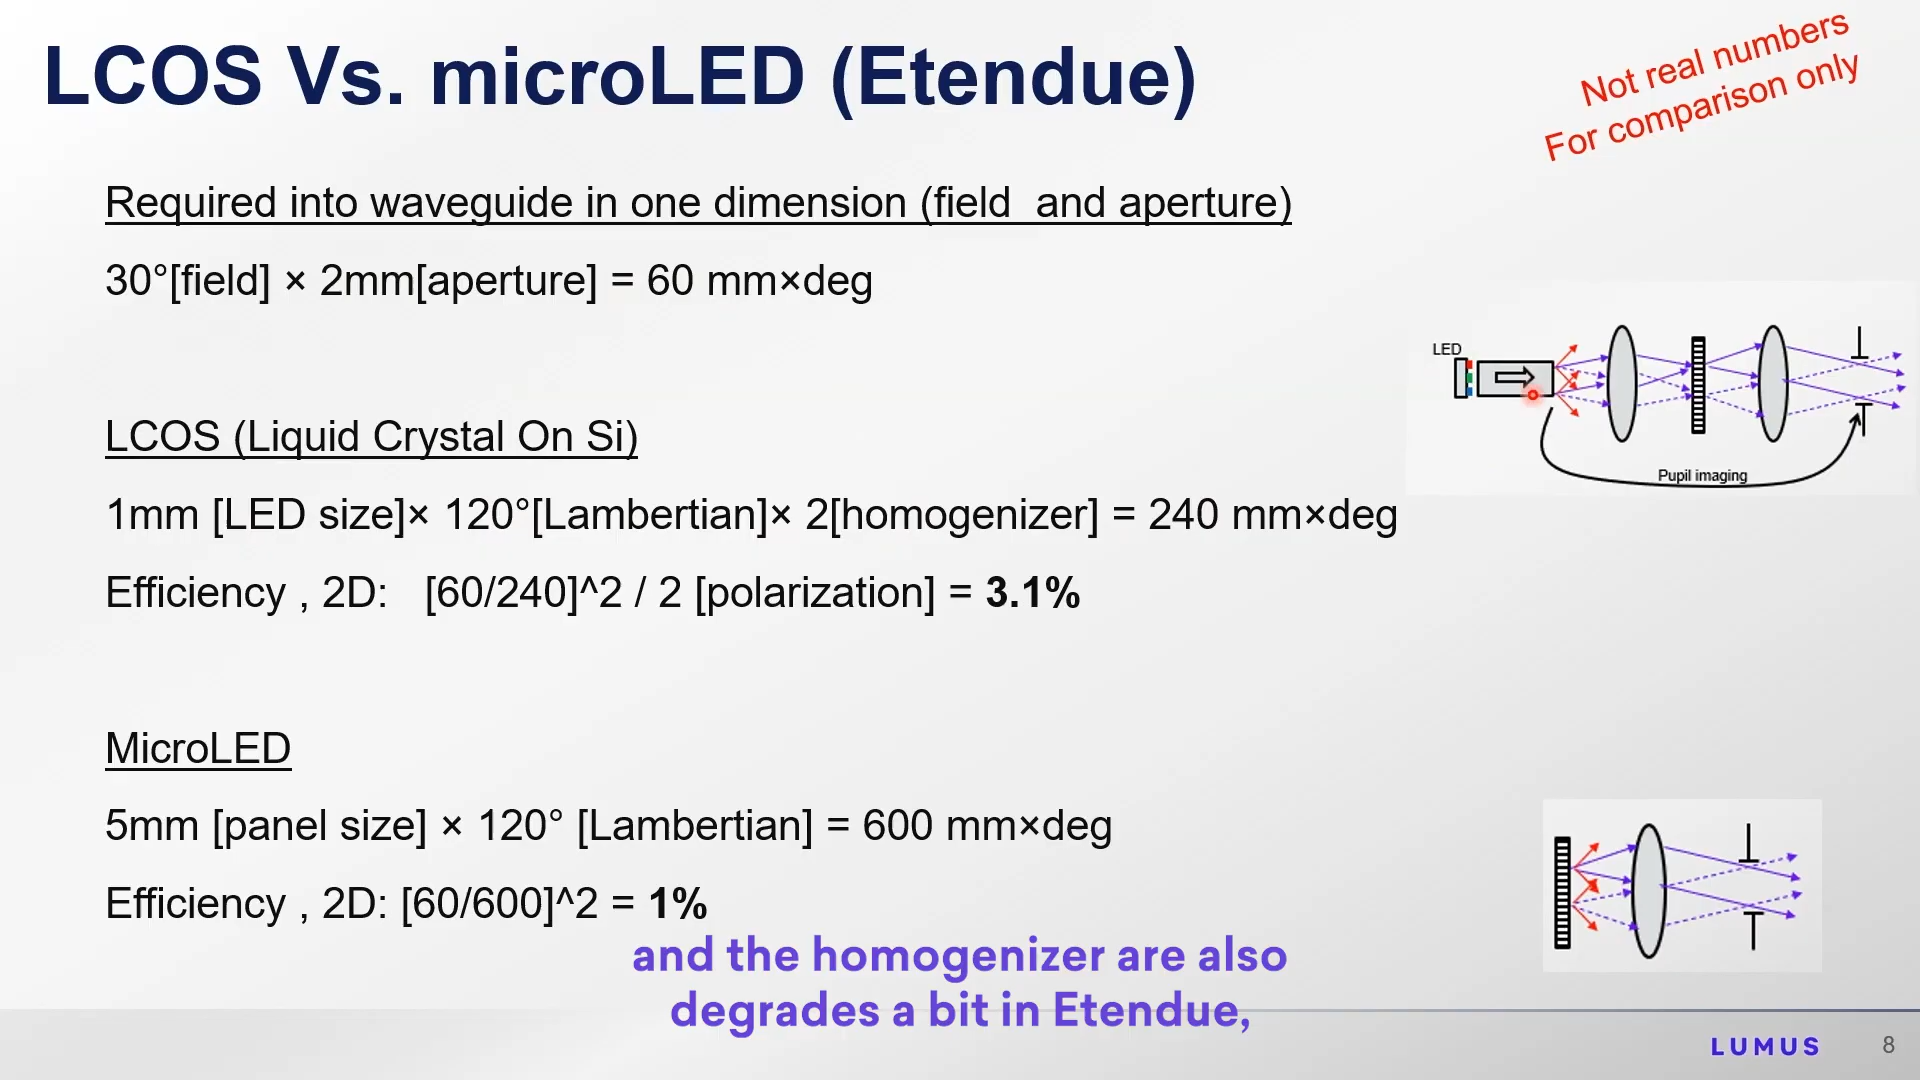 LCOS Vs. microLED (Etendue)
Not real numbers
For comparison only
Required into waveguide in one dimension (field  and aperture)
30°[field] × 2mm[aperture] = 60 mm×deg
LED
Pupil imaging
LCOS (Liquid Crystal On Si)
1mm [LED size]× 120°[Lambertian]× 2[homogenizer] = 240 mm×deg
Efficiency , 2D:   [60/240]^2 / 2 [polarization] = 3.1%
MicroLED
5mm [panel size] × 120° [Lambertian] = 600 mm×deg
Efficiency , 2D: [60/600]^2 = 1%
and the homogenizer are also
degrades a bit in Etendue,
LUMUS
8